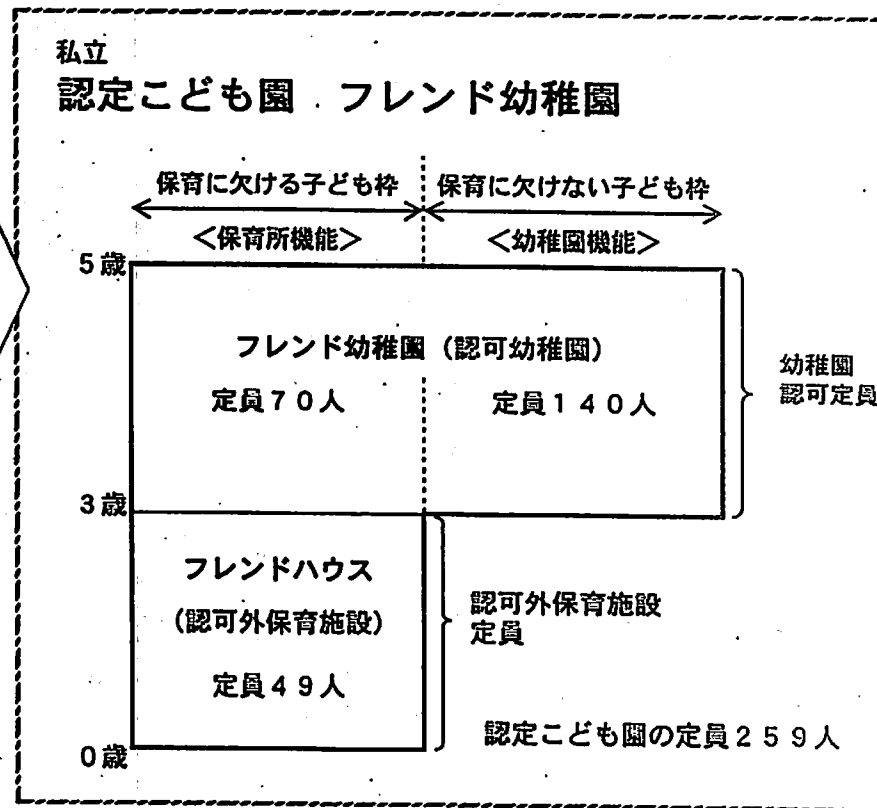 私立
認定こども園 フレンド幼稚園
保育に欠ける子ども枠
保育に欠けない子ども枠
＜保育所機能＞
＜幼稚園機能＞
5歳
フレンド幼稚園（認可幼稚園）
定員70人
定員140人
幼稚園
認可定員
3歳
フレンドハウス
（認可外保育施設）
定員49人
認可外保育施設
定員
認定こども園の定員259人
0歳